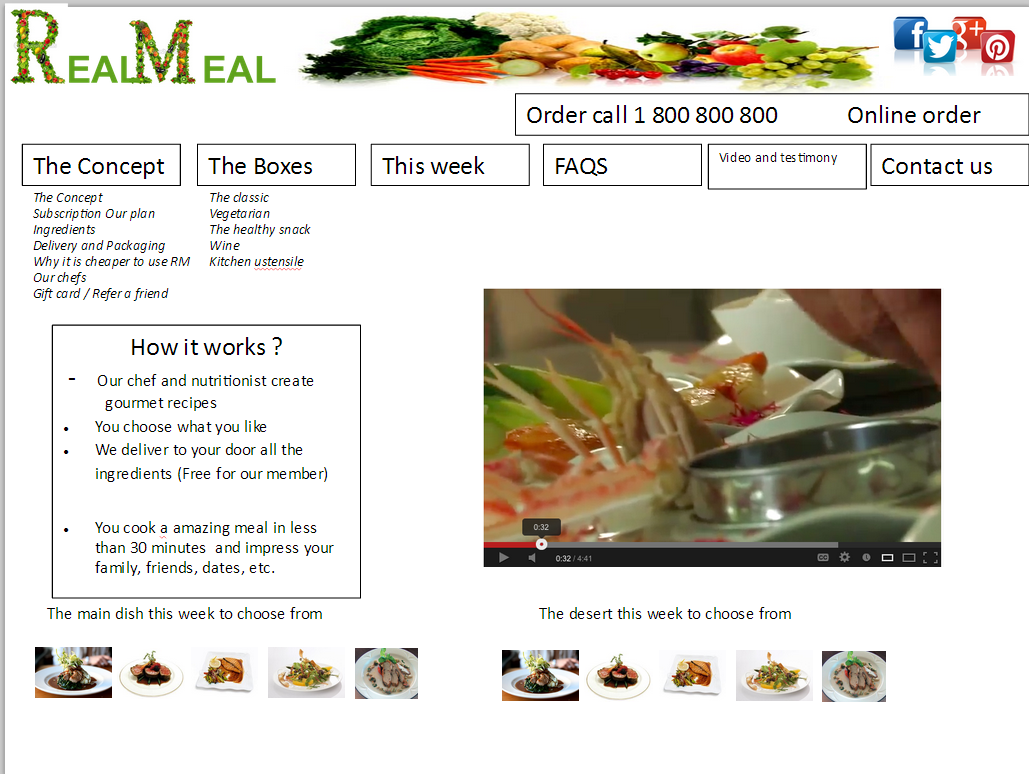 REALMEAL
f g+ P
Order call 1 800 800 800 Online order
The Concept The Boxes This week FAQS Video and testimony Contact us
The Concept
Subscription Our plan
Ingredients
Delivery and Packaging
Why it is cheaper to use RM
Our chefs
Gift card / Refer a friend
The classic
Vegetarian
The healthy snack
Wine
Kitchen ustensile
How it works ?
- Our chef and nutritionist create
gourmet recipes
• You choose what you like
• We deliver to your door all the
ingredients (Free for our member)
• You cook a amazing meal in less
than 30 minutes and impress your
family, friends, dates, etc.
0:32
0:32 / 4:41
CC
The main dish this week to choose from
The desert this week to choose from